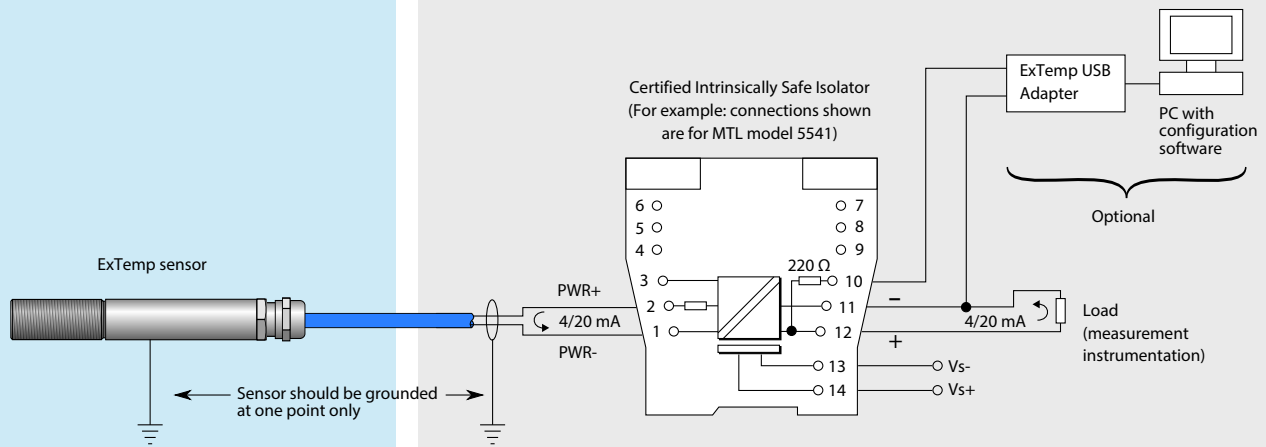 ExTemp USB
Adapter
PC with
configuration
software
Optional
Certified Intrinsically Safe Isolator
(For example: connections shown
are for MTL model 5541)
6
5
4
3
2
1
7
8
9
220 Ω
10
11
12
13
14
ExTemp sensor
PWR+
4/20 mA
PWR-
–
4/20 mA
+
Load
(measurement
instrumentation)
Vs-
Vs+
Sensor should be grounded
at one point only